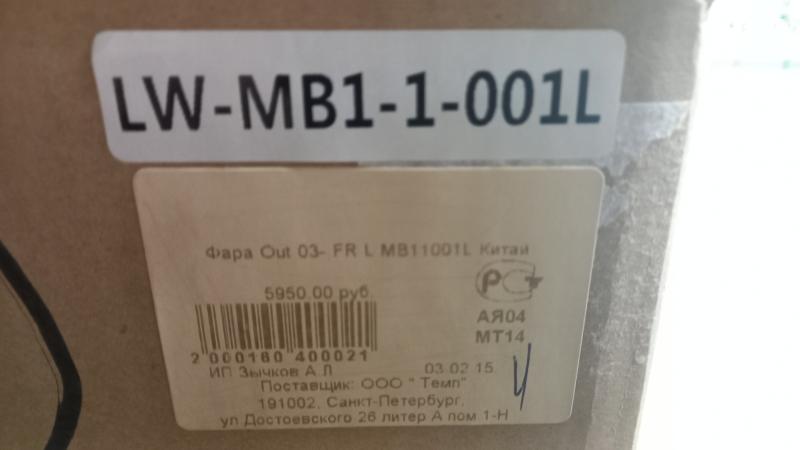 LW-MB1-1-001L
Фара Out 03- FR L MB11001L Китай
5950.00 руб.
РСТ
АЯ04
МТ14
2 000160 400021
ИП Зычков А Л 03.02 15
Поставщик: ООО " Темп"
191002, Санкт-Петербург,
ул Достоевского 26 литер А пом 1-Н